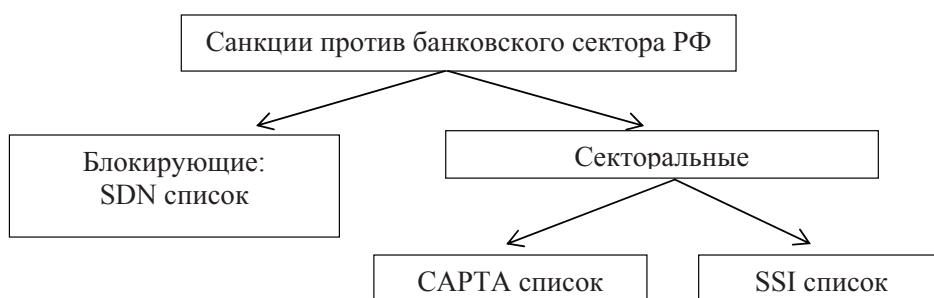 Санкции против банковского сектора РФ
Блокирующие:
SDN список
Секторальные
CAPTA список
SSI список